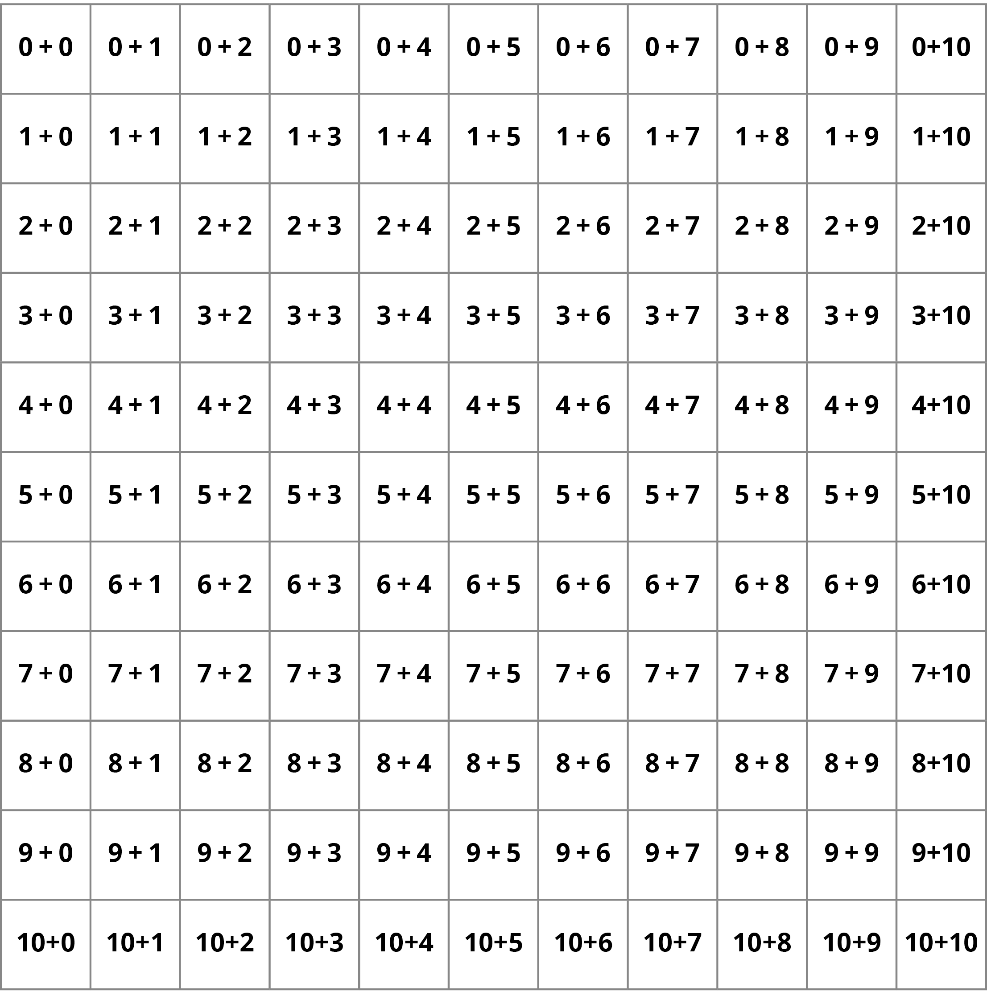 0 + 0 0 + 1 0 + 2 0 + 3 0 + 4 0 + 5 0 + 6 0 + 7 0 + 8 0 + 9 0+10
1 + 0 1 + 1 1 + 2 1 + 3 1 + 4 1 + 5 1 + 6 1 + 7 1 + 8 1 + 9 1+10
2 + 0 2 + 1 2 + 2 2 + 3 2 + 4 2 + 5 2 + 6 2 + 7 2 + 8 2 + 9 2+10
3 + 0 3 + 1 3 + 2 3 + 3 3 + 4 3 + 5 3 + 6 3 + 7 3 + 8 3 + 9 3+10
4 + 0 4 + 1 4 + 2 4 + 3 4 + 4 4 + 5 4 + 6 4 + 7 4 + 8 4 + 9 4+10
5 + 0 5 + 1 5 + 2 5 + 3 5 + 4 5 + 5 5 + 6 5 + 7 5 + 8 5 + 9 5+10
6 + 0 6 + 1 6 + 2 6 + 3 6 + 4 6 + 5 6 + 6 6 + 7 6 + 8 6 + 9 6+10
7 + 0 7 + 1 7 + 2 7 + 3 7 + 4 7 + 5 7 + 6 7 + 7 7 + 8 7 + 9 7+10
8 + 0 8 + 1 8 + 2 8 + 3 8 + 4 8 + 5 8 + 6 8 + 7 8 + 8 8 + 9 8+10
9 + 0 9 + 1 9 + 2 9 + 3 9 + 4 9 + 5 9 + 6 9 + 7 9 + 8 9 + 9 9+10
10+0 10+1 10+2 10+3 10+4 10+5 10+6 10+7 10+8 10+9 10+10